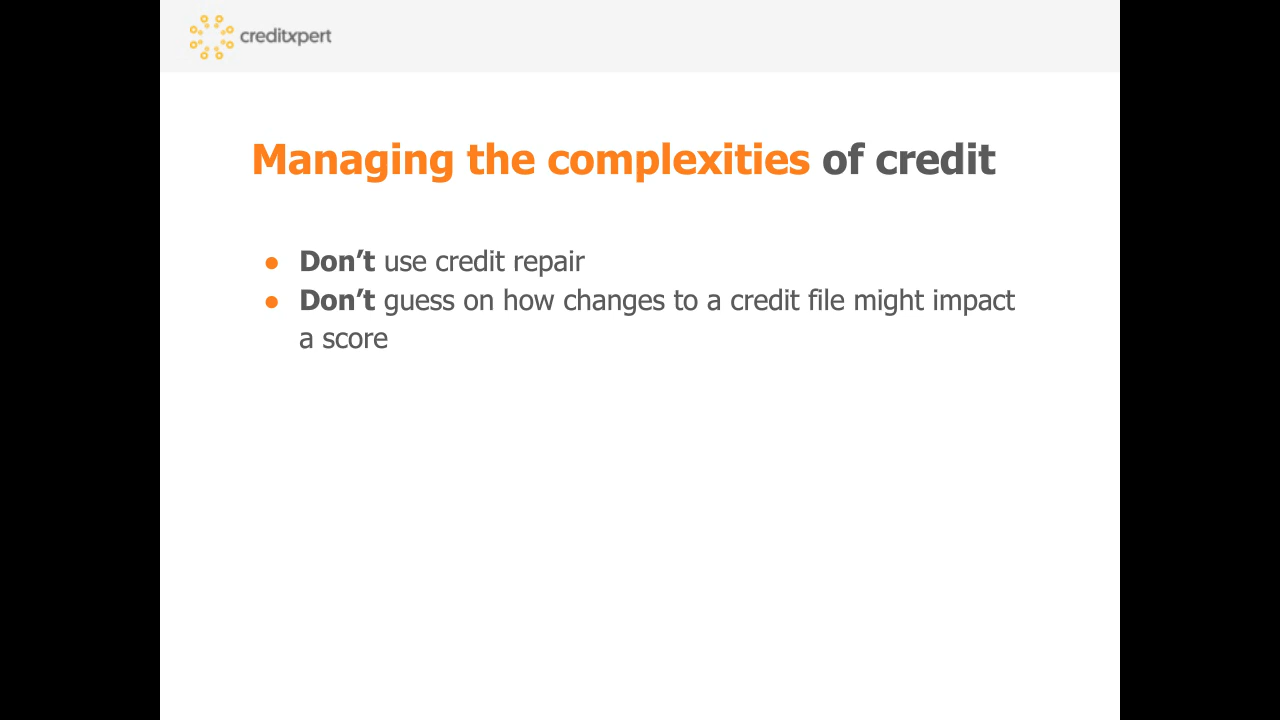 creditxpert
Managing the complexities of credit
● Don’t use credit repair
● Don’t guess on how changes to a credit file might impact
a score